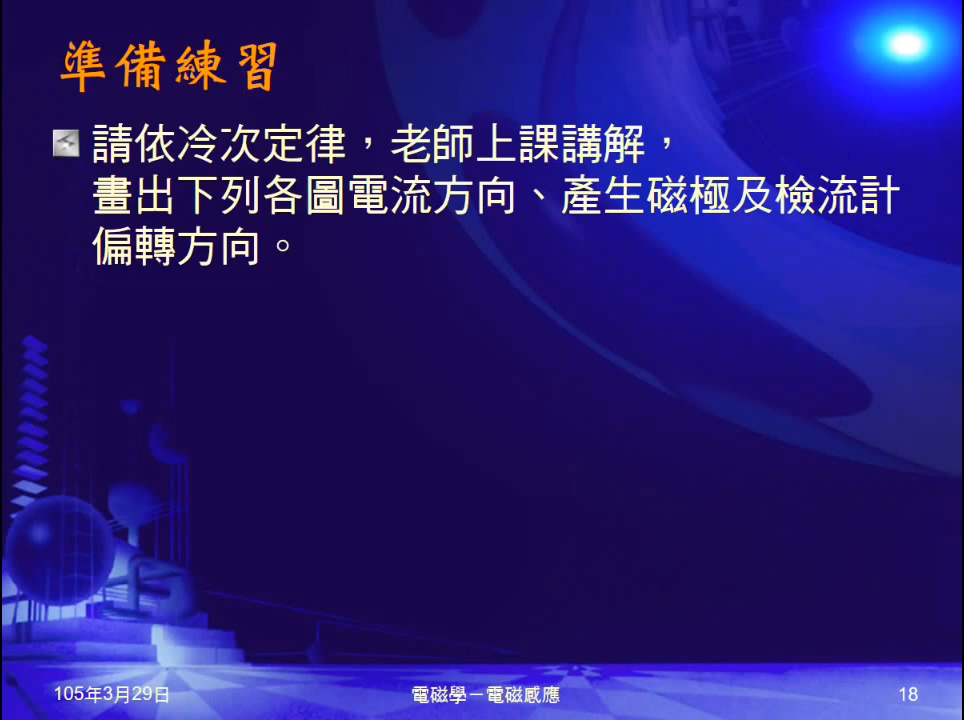 準備練習
請依冷次定律，老師上課講解，
畫出下列各圖電流方向、產生磁極及檢流計
偏轉方向。
105年3月29日
電磁學－電磁感應
18